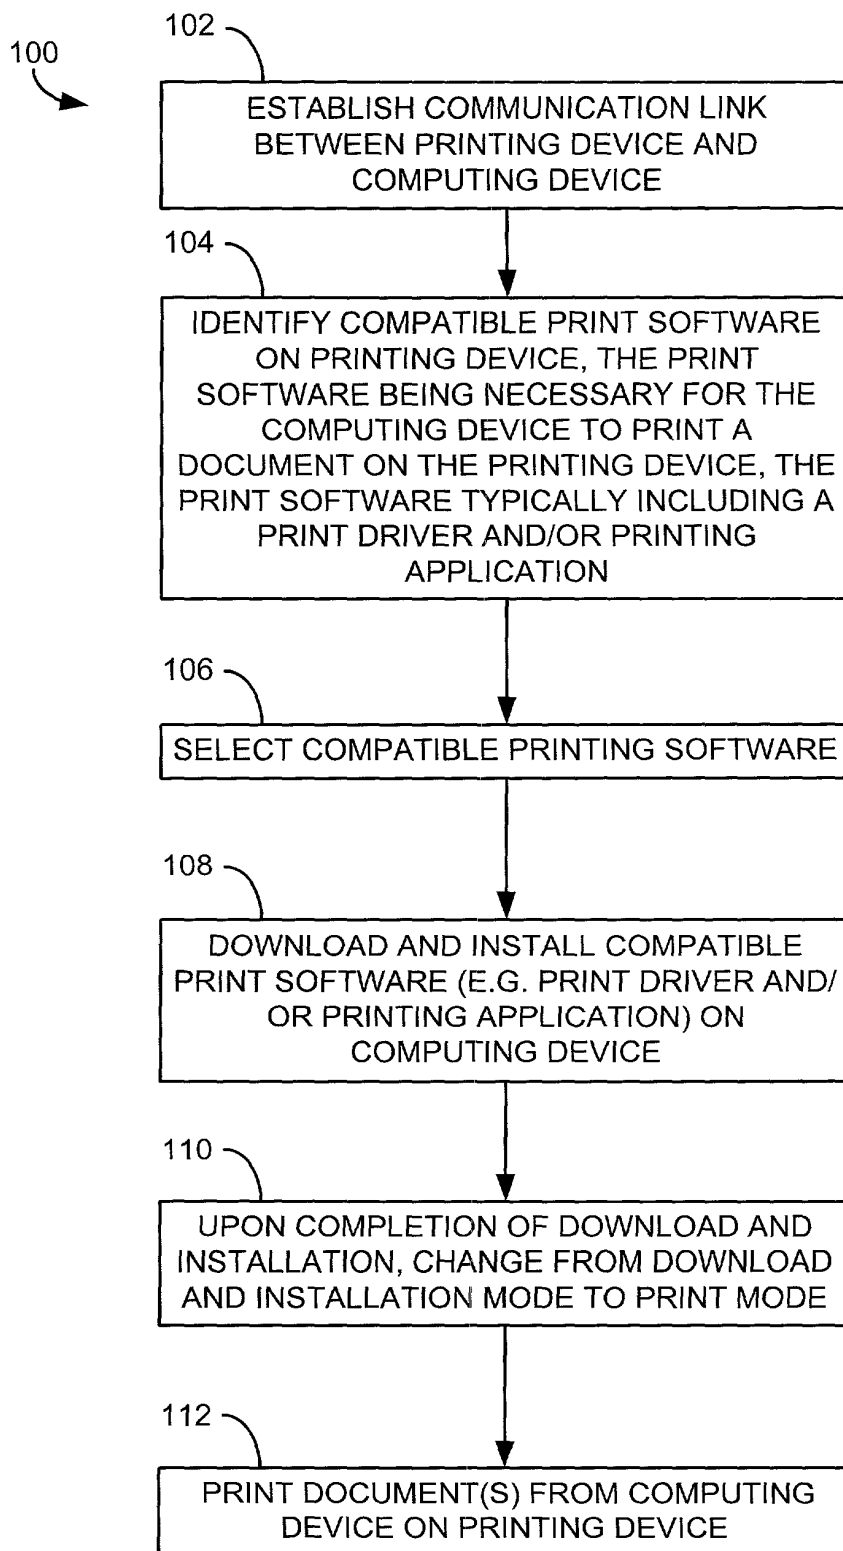 102
100
ESTABLISH COMMUNICATION LINK
BETWEEN PRINTING DEVICE AND
COMPUTING DEVICE
104
IDENTIFY COMPATIBLE PRINT SOFTWARE
ON PRINTING DEVICE, THE PRINT
SOFTWARE BEING NECESSARY FOR THE
COMPUTING DEVICE TO PRINT A
DOCUMENT ON THE PRINTING DEVICE, THE
PRINT SOFTWARE TYPICALLY INCLUDING A
PRINT DRIVER AND/OR PRINTING
APPLICATION
106
SELECT COMPATIBLE PRINTING SOFTWARE
108
DOWNLOAD AND INSTALL COMPATIBLE
PRINT SOFTWARE (E.G. PRINT DRIVER AND/
OR PRINTING APPLICATION) ON
COMPUTING DEVICE
110
UPON COMPLETION OF DOWNLOAD AND
INSTALLATION, CHANGE FROM DOWNLOAD
AND INSTALLATION MODE TO PRINT MODE
112
PRINT DOCUMENT(S) FROM COMPUTING
DEVICE ON PRINTING DEVICE